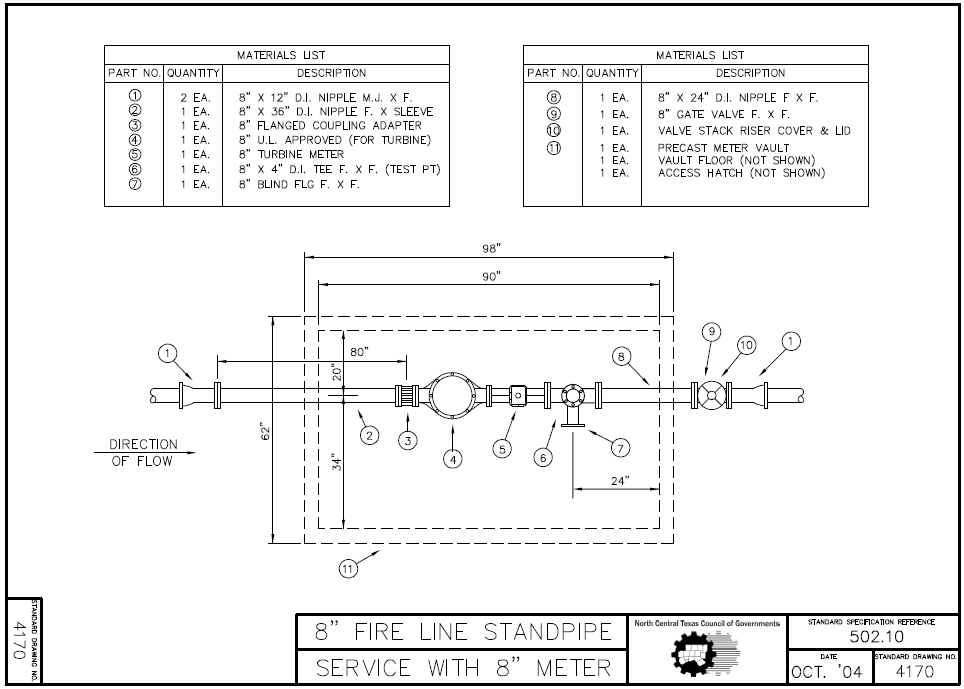 MATERIALS LIST
PART NO. QUANTITY DESCRIPTION
1 2 EA. 8" X 12" D.I. NIPPLE M.J. X F.
2 1 EA. 8" X 36" D.I. NIPPLE F. X SLEEVE
3 1 EA. 8" FLANGED COUPLING ADAPTER
4 1 EA. 8" U.L. APPROVED (FOR TURBINE)
5 1 EA. 8" TURBINE METER
6 1 EA. 8" X 4" D.I. TEE F. X F. (TEST PT)
7 1 EA. 8" BLIND FLG F. X F.
MATERIALS LIST
PART NO. QUANTITY DESCRIPTION
8 1 EA. 8" X 24" D.I. NIPPLE F X F.
9 1 EA. 8" GATE VALVE F. X F.
10 1 EA. VALVE STACK RISER COVER & LID
11 1 EA. PRECAST METER VAULT
1 EA. VAULT FLOOR (NOT SHOWN)
1 EA. ACCESS HATCH (NOT SHOWN)
98"
90"
9
10
1
1
80"
8
20"
62"
2
3
4
5
6
7
34"
24"
DIRECTION
OF FLOW
11
STANDARD DRAWING NO.
4170
8" FIRE LINE STANDPIPE
SERVICE WITH 8" METER
North Central Texas Council of Governments
STANDARD SPECIFICATION REFERENCE
502.10
DATE
OCT. '04
STANDARD DRAWING NO.
4170